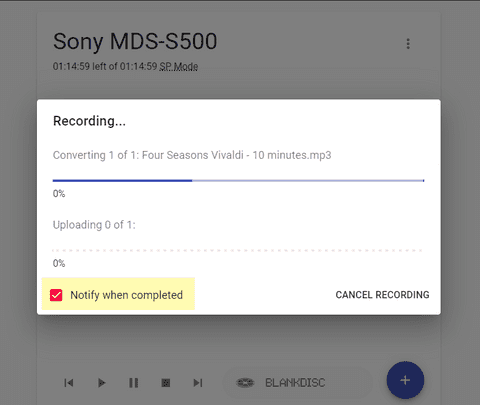 Sony MDS-S500
01:14:59 left of 01:14:59 SP Mode
Recording...
Converting 1 of 1: Four Seasons Vivaldi - 10 minutes.mp3
0%
Uploading 0 of 1:
0%
Notify when completed
CANCEL RECORDING
BLANKDISC